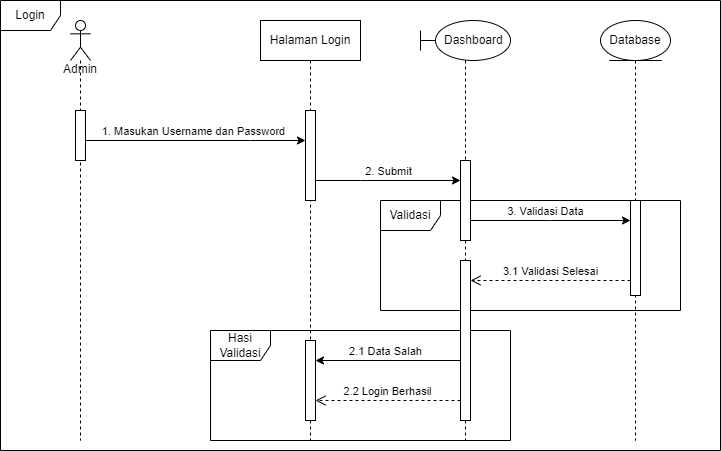 Login
Admin
Halaman Login
Dashboard
Database
1. Masukan Username dan Password
2. Submit
Validasi
3. Validasi Data
3.1 Validasi Selesai
Hasi
Validasi
2.1 Data Salah
2.2 Login Berhasil